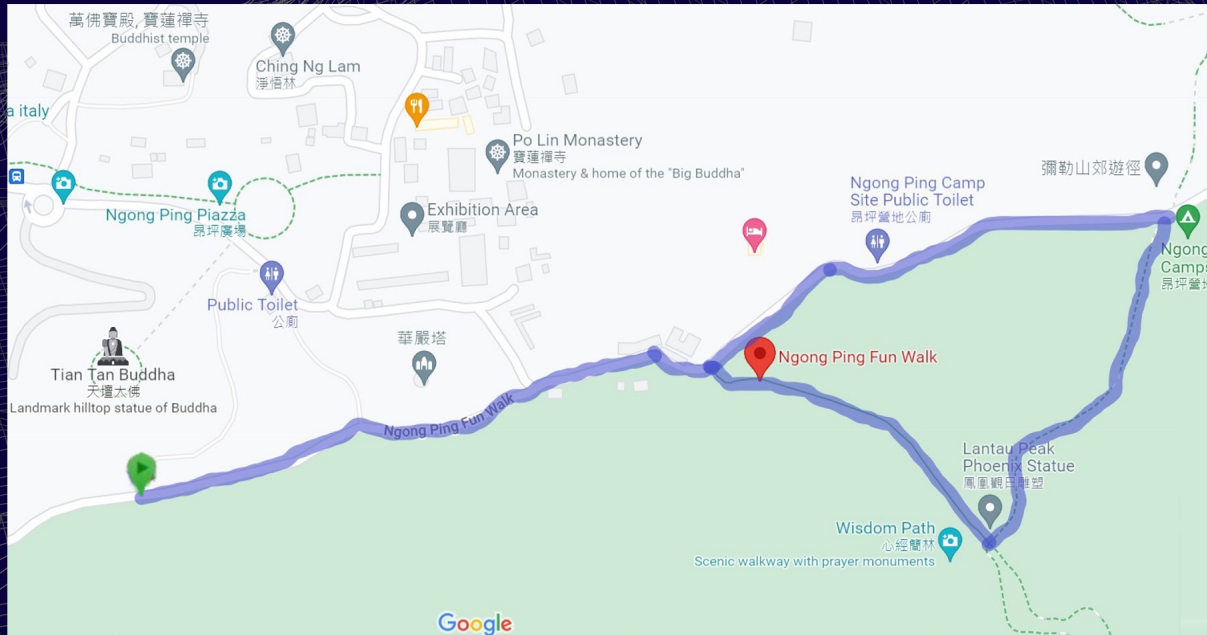 萬佛寶殿, 寶蓮禪寺
Buddhist temple
Ching Ng Lam
淨悟林
a italy
Po Lin Monastery
寶蓮禪寺
Monastery & home of the "Big Buddha"
彌勒山郊遊徑
Ngong Ping Camp
Site Public Toilet
昂坪營地公廁
Ngong Ping Piazza
昂坪廣場
Exhibition Area
展覽廳
Ngong
Camps
昂坪營地
Public Toilet
公廁
華嚴塔
Tian Tan Buddha
天壇大佛
Landmark hilltop statue of Buddha
Ngong Ping Fun Walk
Ngong Ping Fun Walk
Lantau Peak
Phoenix Statue
鳳凰觀日雕塑
Wisdom Path
心經簡林
Scenic walkway with prayer monuments
Google